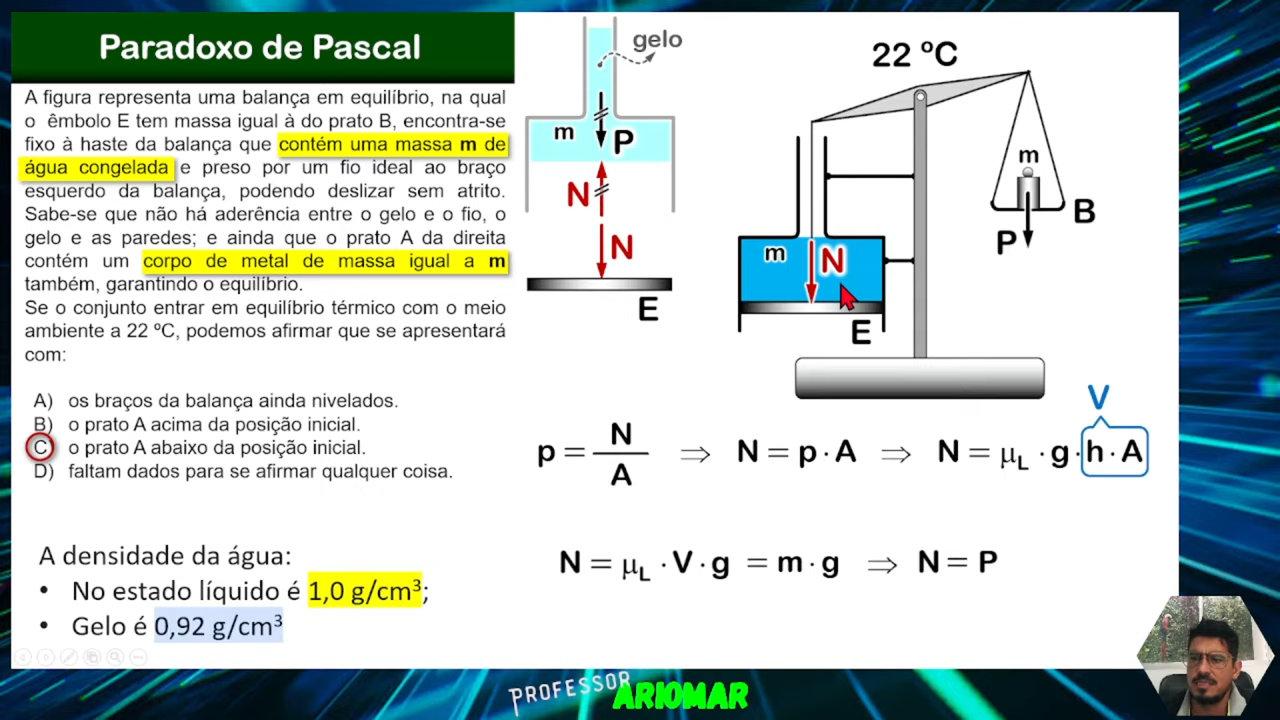 Paradoxo de Pascal
A figura representa uma balança em equilíbrio, na qual
o êmbolo E tem massa igual à do prato B, encontra-se
fixo à haste da balança que contém uma massa m de
água congelada e preso por um fio ideal ao braço
esquerdo da balança, podendo deslizar sem atrito.
Sabe-se que não há aderência entre o gelo e o fio, o
gelo e as paredes; e ainda que o prato A da direita
contém um corpo de metal de massa igual a m
também, garantindo o equilíbrio.
Se o conjunto entrar em equilíbrio térmico com o meio
ambiente a 22 ºC, podemos afirmar que se apresentará
com:
A) os braços da balança ainda nivelados.
B) o prato A acima da posição inicial.
C) o prato A abaixo da posição inicial.
D) faltam dados para se afirmar qualquer coisa.
A densidade da água:
• No estado líquido é 1,0 g/cm³;
• Gelo é 0,92 g/cm³
gelo
m
P
N
N
E
22 ºC
m
N
E
m
B
P
V
p = N / A ⇒ N = p · A ⇒ N = μL · g · h · A
N = μL · V · g = m · g ⇒ N = P
PROFESSOR ARIOMAR